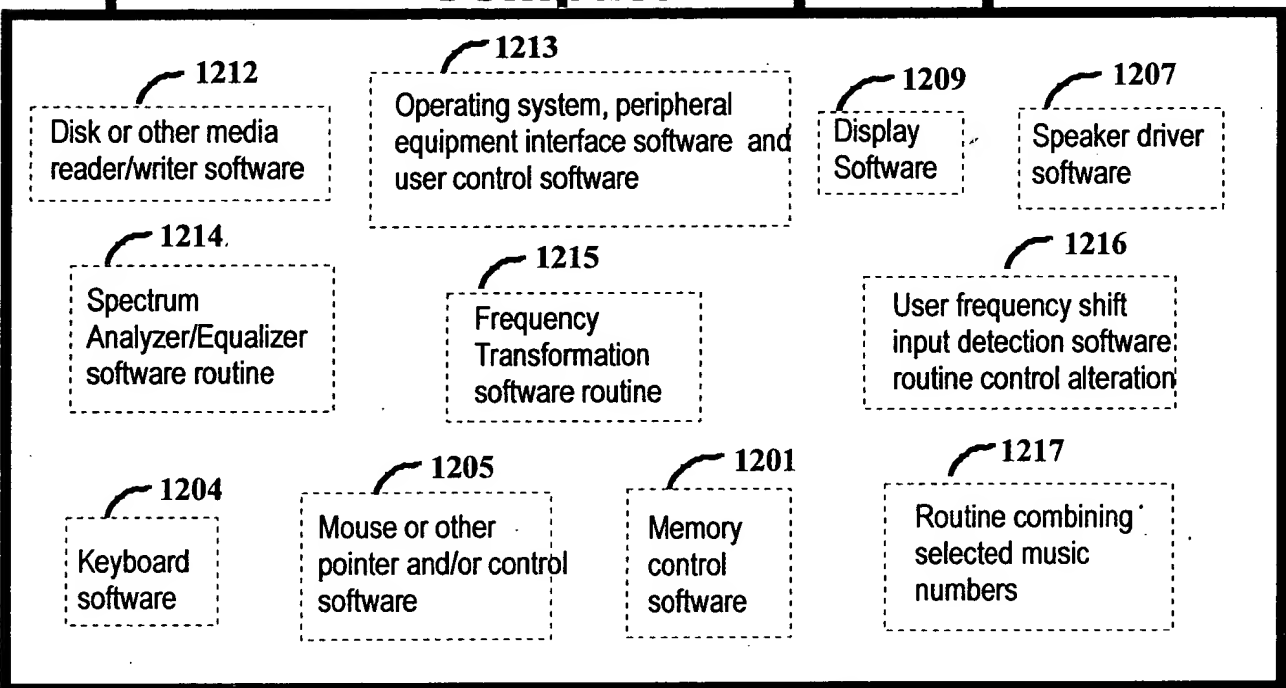 1212
Disk or other media
reader/writer software
1213
Operating system, peripheral
equipment interface software and
user control software
1209
Display
Software
1207
Speaker driver
software
1214
Spectrum
Analyzer/Equalizer
software routine
1215
Frequency
Transformation
software routine
1216
User frequency shift
input detection software
routine control alteration
1204
Keyboard
software
1205
Mouse or other
pointer and/or control
software
1201
Memory
control
software
1217
Routine combining
selected music
numbers